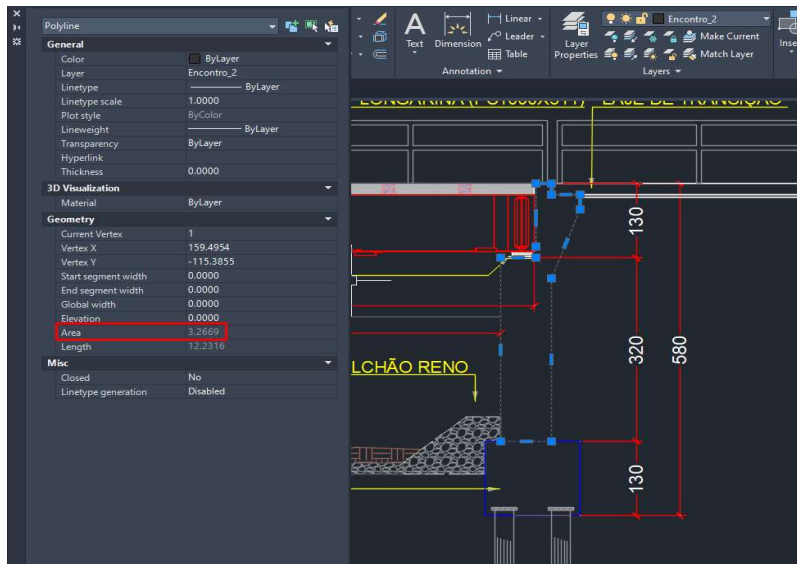 Polyline
General
Color ByLayer
Layer Encontro_2
Linetype ByLayer
Linetype scale 1.0000
Plot style ByColor
Lineweight ByLayer
Transparency ByLayer
Hyperlink
Thickness 0.0000
3D Visualization
Material ByLayer
Geometry
Current Vertex 1
Vertex X 159.4954
Vertex Y -115.3855
Start segment width 0.0000
End segment width 0.0000
Global width 0.0000
Elevation 0.0000
Area 3.2669
Length 12.2316
Misc
Closed No
Linetype generation Disabled
A
Text
Dimension
Linear
Leader
Table
Annotation
Layer
Properties
Encontro_2
Make Current
Match Layer
Layers
Inse
LAJE DE TRANSIÇÃO
130
320
580
LCHÃO RENO
130